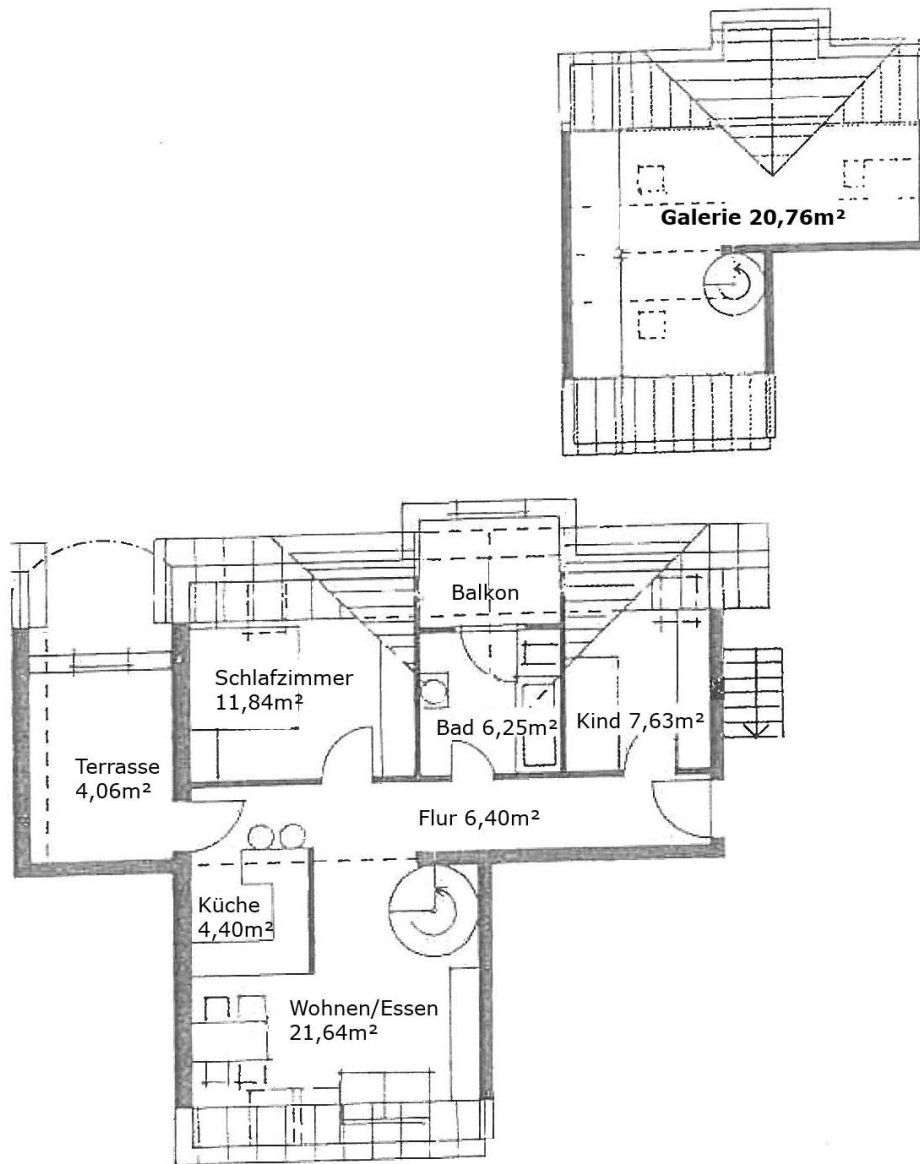 Galerie 20,76m²
Balkon
Schlafzimmer
11,84m²
Bad 6,25m²
Kind 7,63m²
Terrasse
4,06m²
Flur 6,40m²
Küche
4,40m²
Wohnen/Essen
21,64m²